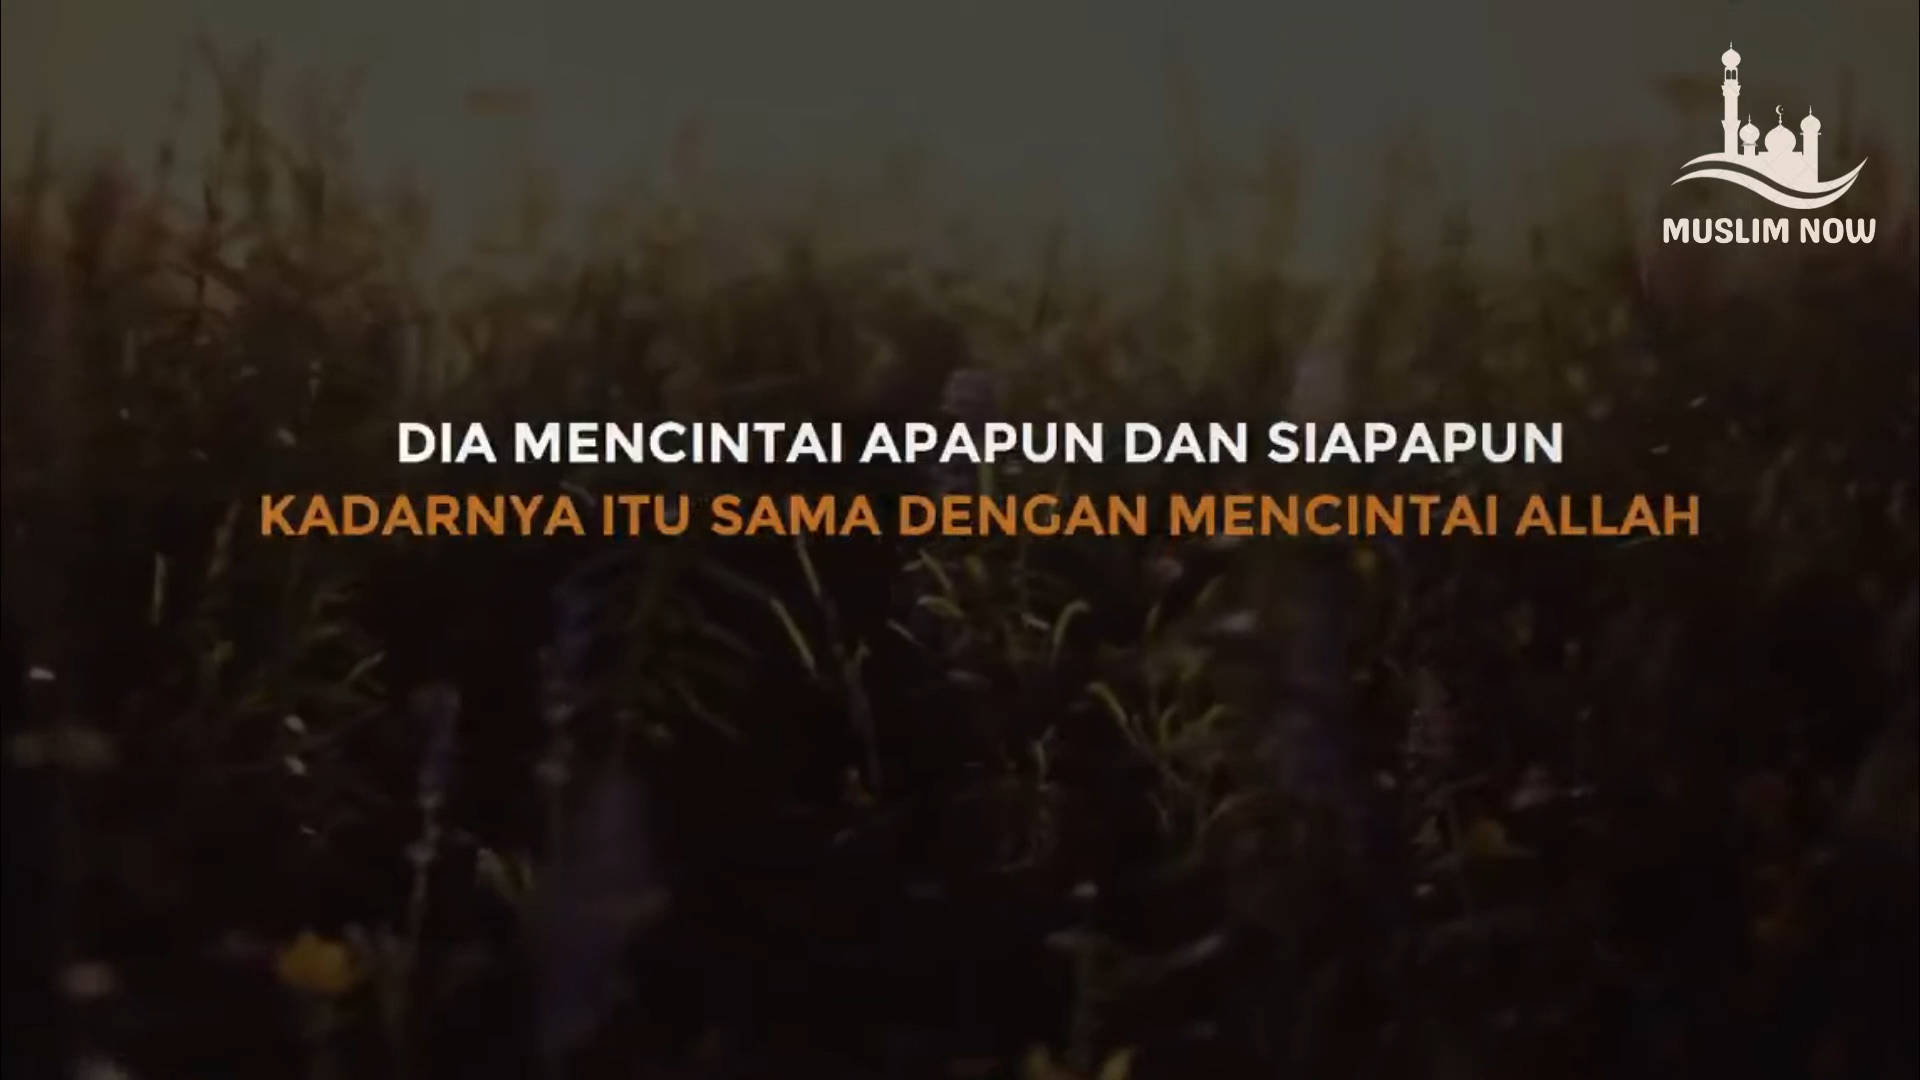 MUSLIM NOW
DIA MENCINTAI APAPUN DAN SIAPAPUN
KADARNYA ITU SAMA DENGAN MENCINTAI ALLAH